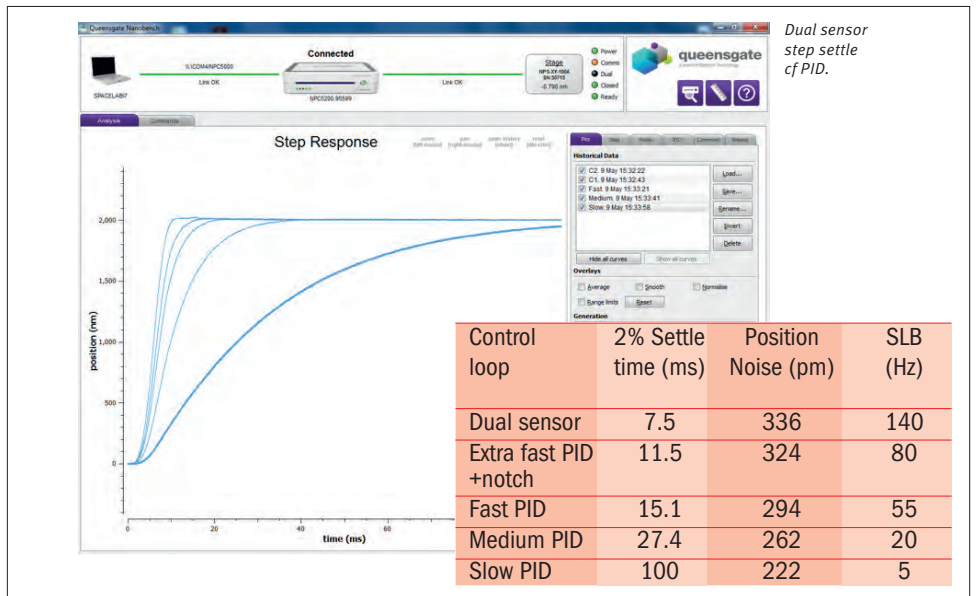 Queensgate Nanobench
Dual sensor
step settle
cf PID.
Connected
Link OK
Link OK
SPACELAB7
NPC5200.95599
Stage
-0.790 nm
Power
Comms
Dual
Closed
Ready
queensgate
Analysis
Commands
Step Response
Plot
Step
PID
Historical Data
C2. 9 May 15:32:22
C1. 9 May 15:32:43
Fast. 9 May 15:33:21
Medium. 9 May 15:33:41
Slow. 9 May 15:33:58
Load...
Save...
Rename...
Invert
Delete
Hide all curves
Show all curves
Overlays
Average
Smooth
Normalise
Range limits
Reset
Generation
position (nm)
2,000
1,500
1,000
500
0
0
20
40
60
time (ms)
Control 2% Settle Position SLB
loop time (ms) Noise (pm) (Hz)
Dual sensor 7.5 336 140
Extra fast PID 11.5 324 80
+notch
Fast PID 15.1 294 55
Medium PID 27.4 262 20
Slow PID 100 222 5